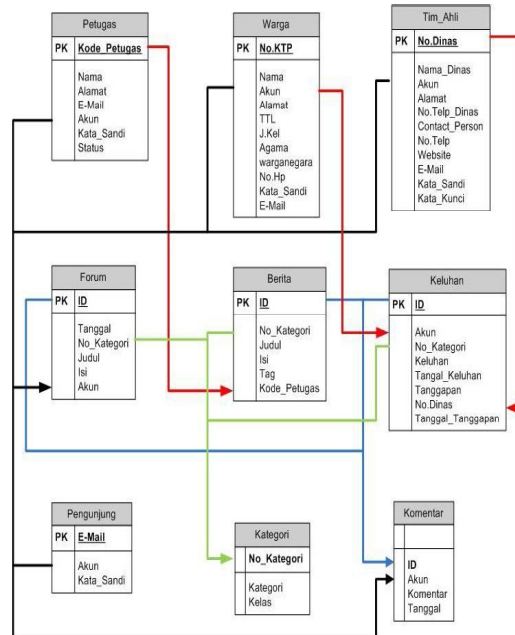 Petugas
PK Kode_Petugas
Nama
Alamat
E-Mail
Akun
Kata_Sandi
Status
Warga
PK No.KTP
Nama
Akun
Alamat
TTL
J.Kel
Agama
warganegara
No.Hp
Kata_Sandi
E-Mail
Tim_Ahli
PK No.Dinas
Nama_Dinas
Akun
Alamat
No.Telp_Dinas
Contact_Person
No.Telp
Website
E-Mail
Kata_Sandi
Kata_Kunci
Forum
PK ID
Tanggal
No_Kategori
Judul
Isi
Akun
Berita
PK ID
No_Kategori
Judul
Isi
Tag
Kode_Petugas
Keluhan
PK ID
Akun
No_Kategori
Keluhan
Tangal_Keluhan
Tanggapan
No.Dinas
Tanggal_Tanggapan
Pengunjung
PK E-Mail
Akun
Kata_Sandi
Kategori
No_Kategori
Kategori
Kelas
Komentar
ID
Akun
Komentar
Tanggal